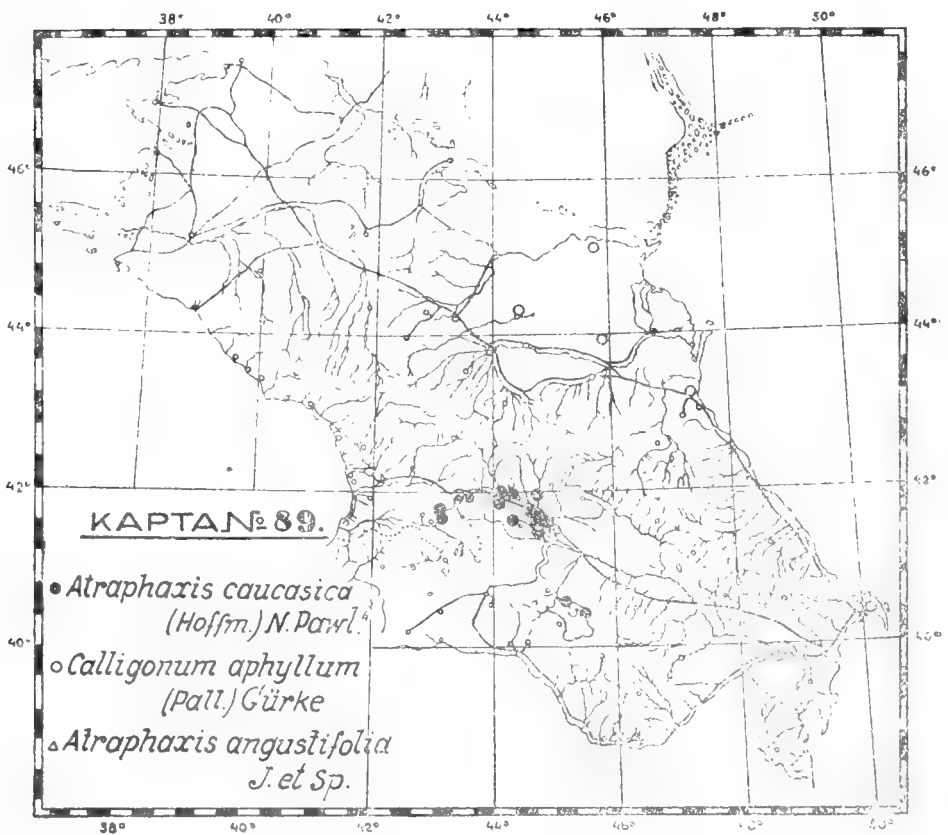 38° 40° 42° 44° 46° 48° 50°
46° 46°
44° 44°
42° 42°
КАРТА № 89.
Atraphaxis caucasica
(Hoffm.) N. Pawl.
Calligonum aphyllum
(Pall.) Gürke
40° 40°
Atraphaxis angustifolia
J. et Sp.
38° 40° 42° 44° 46°